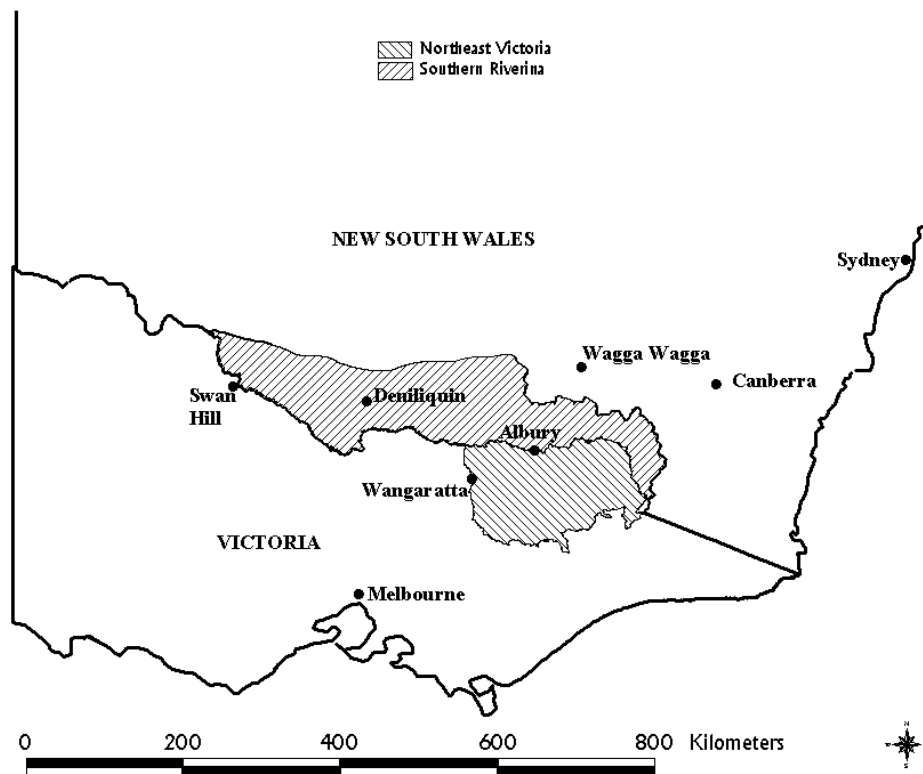 Northeast Victoria
Southern Riverina
NEW SOUTH WALES
Sydney
Wagga Wagga
Canberra
Swan
Hill
Deniliquin
Albury
Wangaratta
VICTORIA
Melbourne
0 200 400 600 800 Kilometers